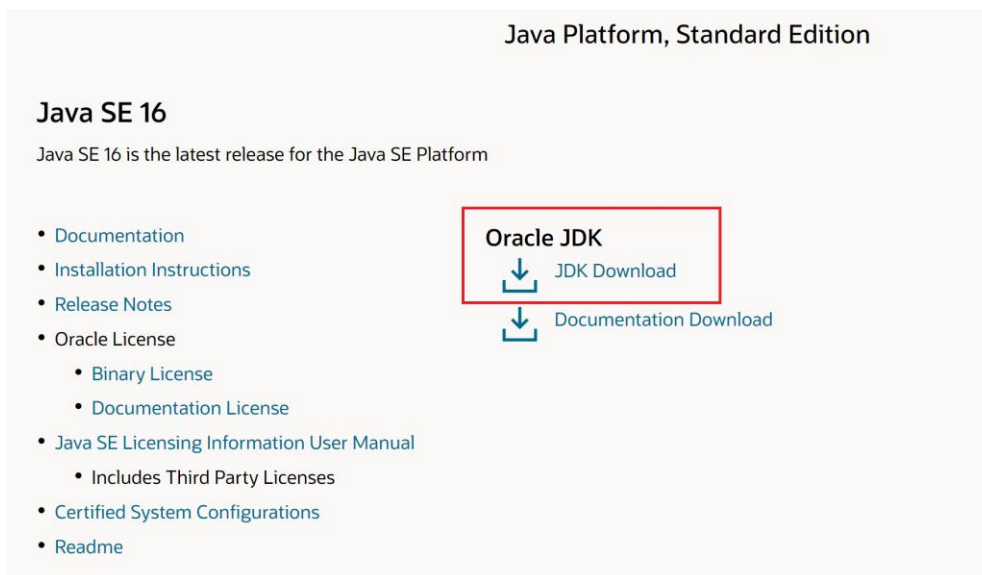 Java Platform, Standard Edition
Java SE 16
Java SE 16 is the latest release for the Java SE Platform
• Documentation
• Installation Instructions
• Release Notes
• Oracle License
• Binary License
• Documentation License
• Java SE Licensing Information User Manual
• Includes Third Party Licenses
• Certified System Configurations
• Readme
Oracle JDK
JDK Download
Documentation Download